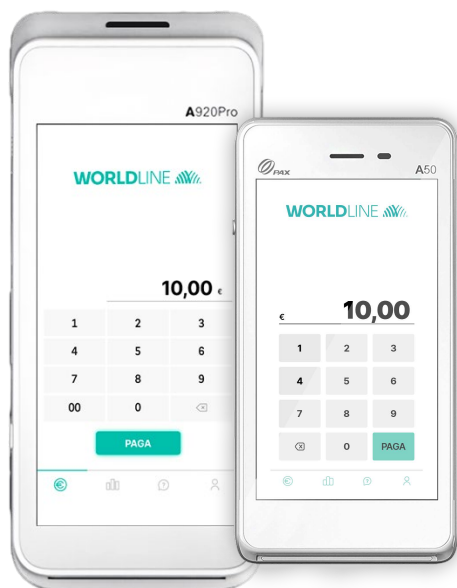 A920Pro
WORLDLINE
10,00 €
1 2 3
4 5 6
7 8 9
00 0
PAGA
PAX A50
WORLDLINE
€ 10,00
1 2 3
4 5 6
7 8 9
0 PAGA